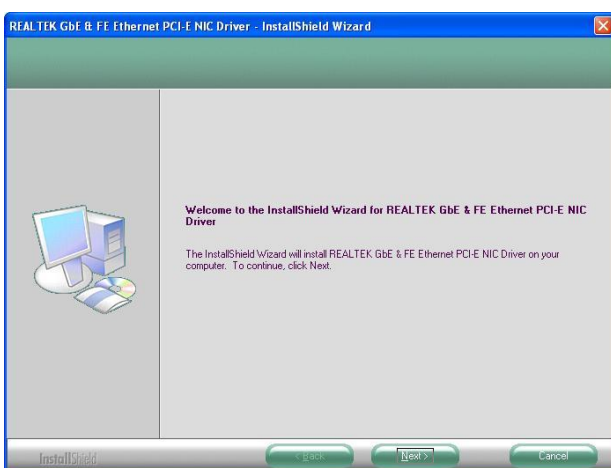 REALTEK GbE & FE Ethernet PCI-E NIC Driver - InstallShield Wizard
Welcome to the InstallShield Wizard for REALTEK GbE & FE Ethernet PCI-E NIC
Driver
The InstallShield Wizard will install REALTEK GbE & FE Ethernet PCI-E NIC Driver on your
computer. To continue, click Next.
InstallShield
< Back
Next >
Cancel